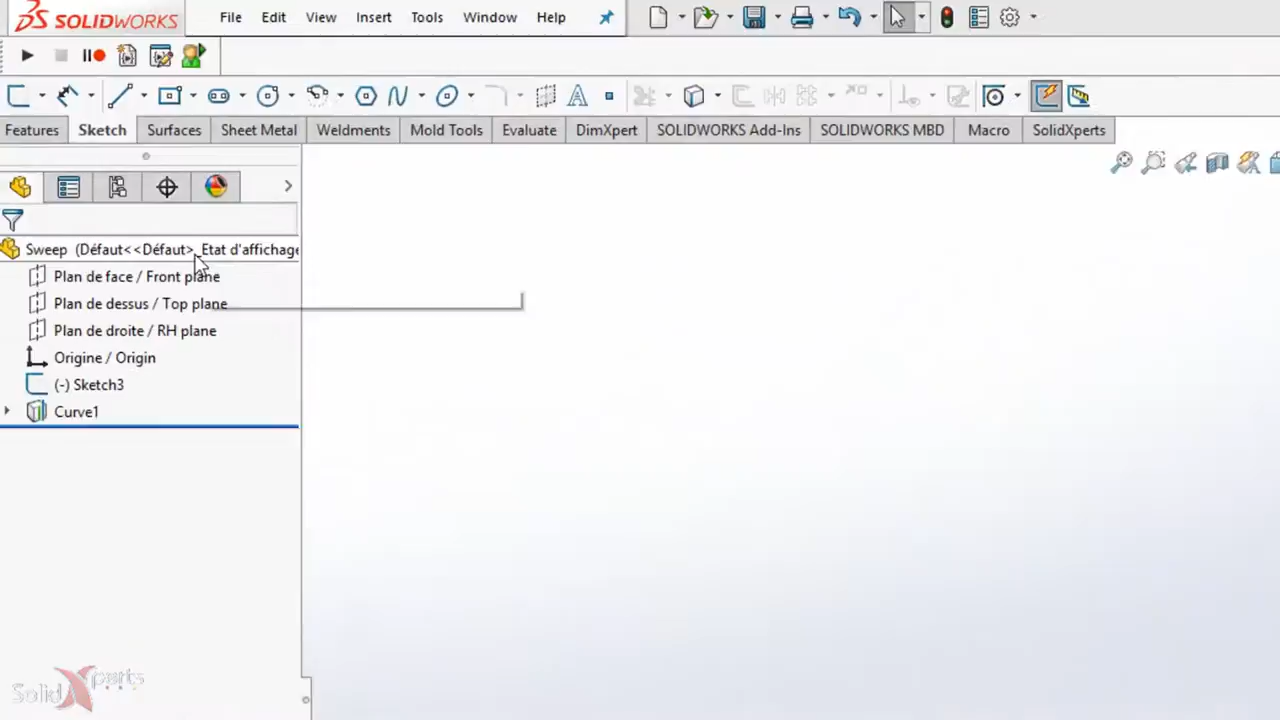 SOLIDWORKS File Edit View Insert Tools Window Help
Features Sketch Surfaces Sheet Metal Weldments Mold Tools Evaluate DimXpert SOLIDWORKS Add-Ins SOLIDWORKS MBD Macro SolidXperts
Sweep (Défaut<<Défaut>_Etat d'affichage
Plan de face / Front plane
Plan de dessus / Top plane
Plan de droite / RH plane
Origine / Origin
(-) Sketch3
Curve1
SolidXperts